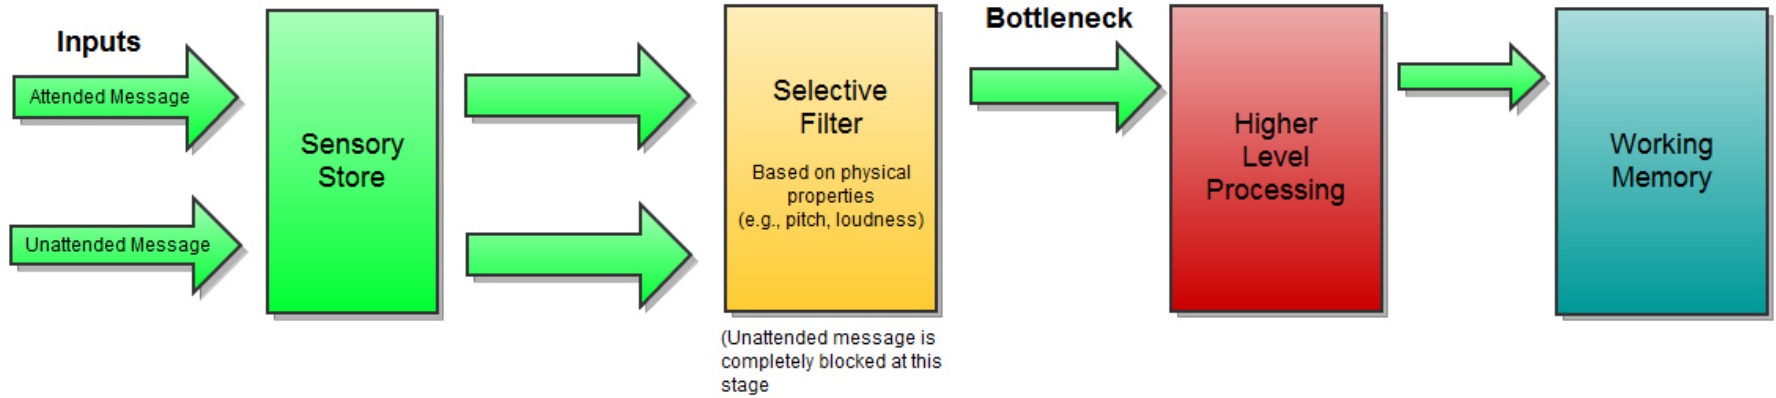 Inputs
Attended Message
Unattended Message
Sensory
Store
Selective
Filter
Based on physical
properties
(e.g., pitch, loudness)
(Unattended message is
completely blocked at this
stage
Bottleneck
Higher
Level
Processing
Working
Memory